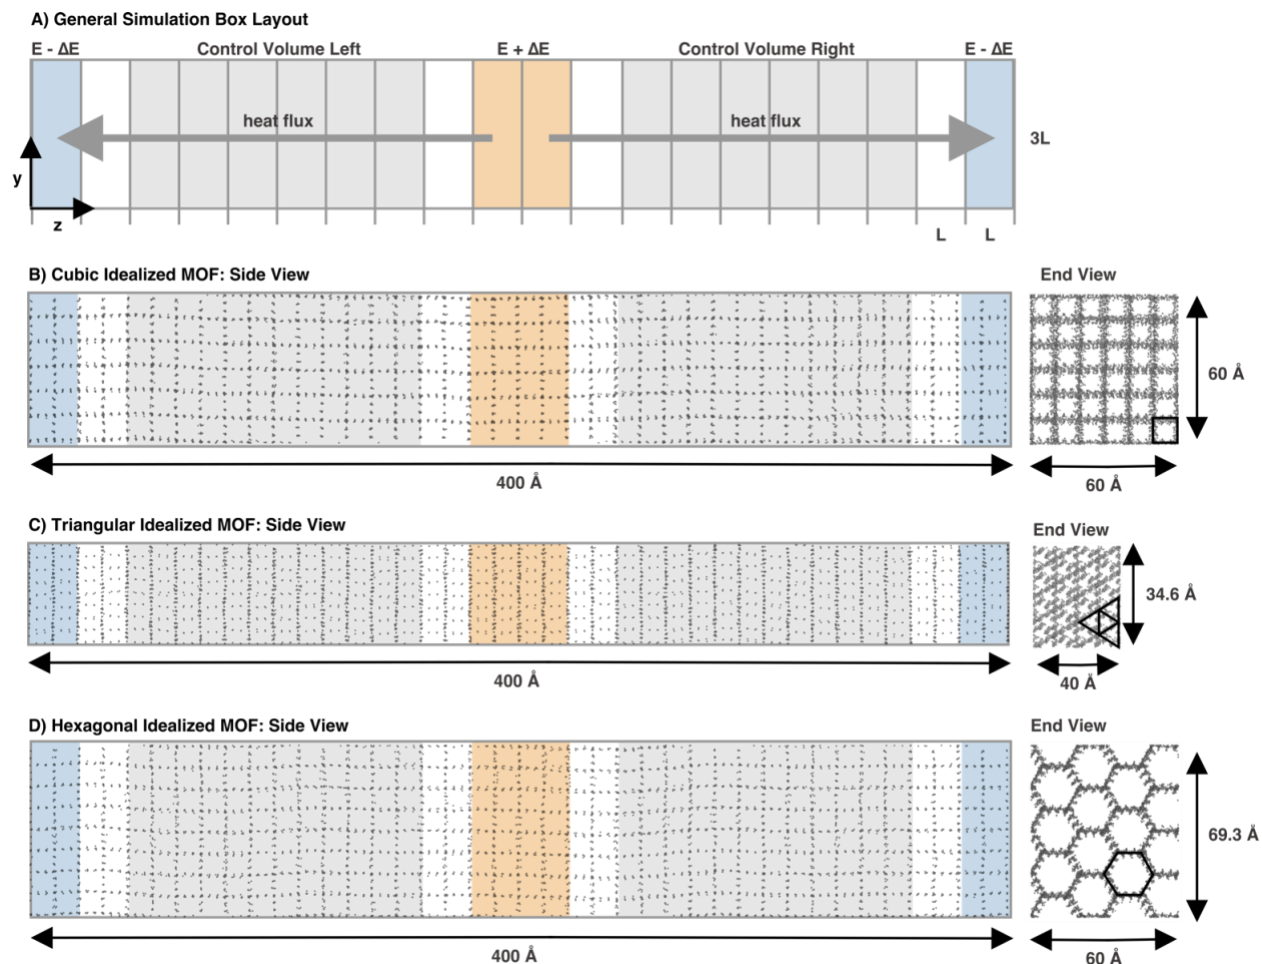 A) General Simulation Box Layout
E - ΔE Control Volume Left E + ΔE Control Volume Right E - ΔE
heat flux heat flux
3L
y
z
L L
B) Cubic Idealized MOF: Side View End View
60 Å
400 Å 60 Å
C) Triangular Idealized MOF: Side View End View
34.6 Å
400 Å 40 Å
D) Hexagonal Idealized MOF: Side View End View
69.3 Å
400 Å 60 Å